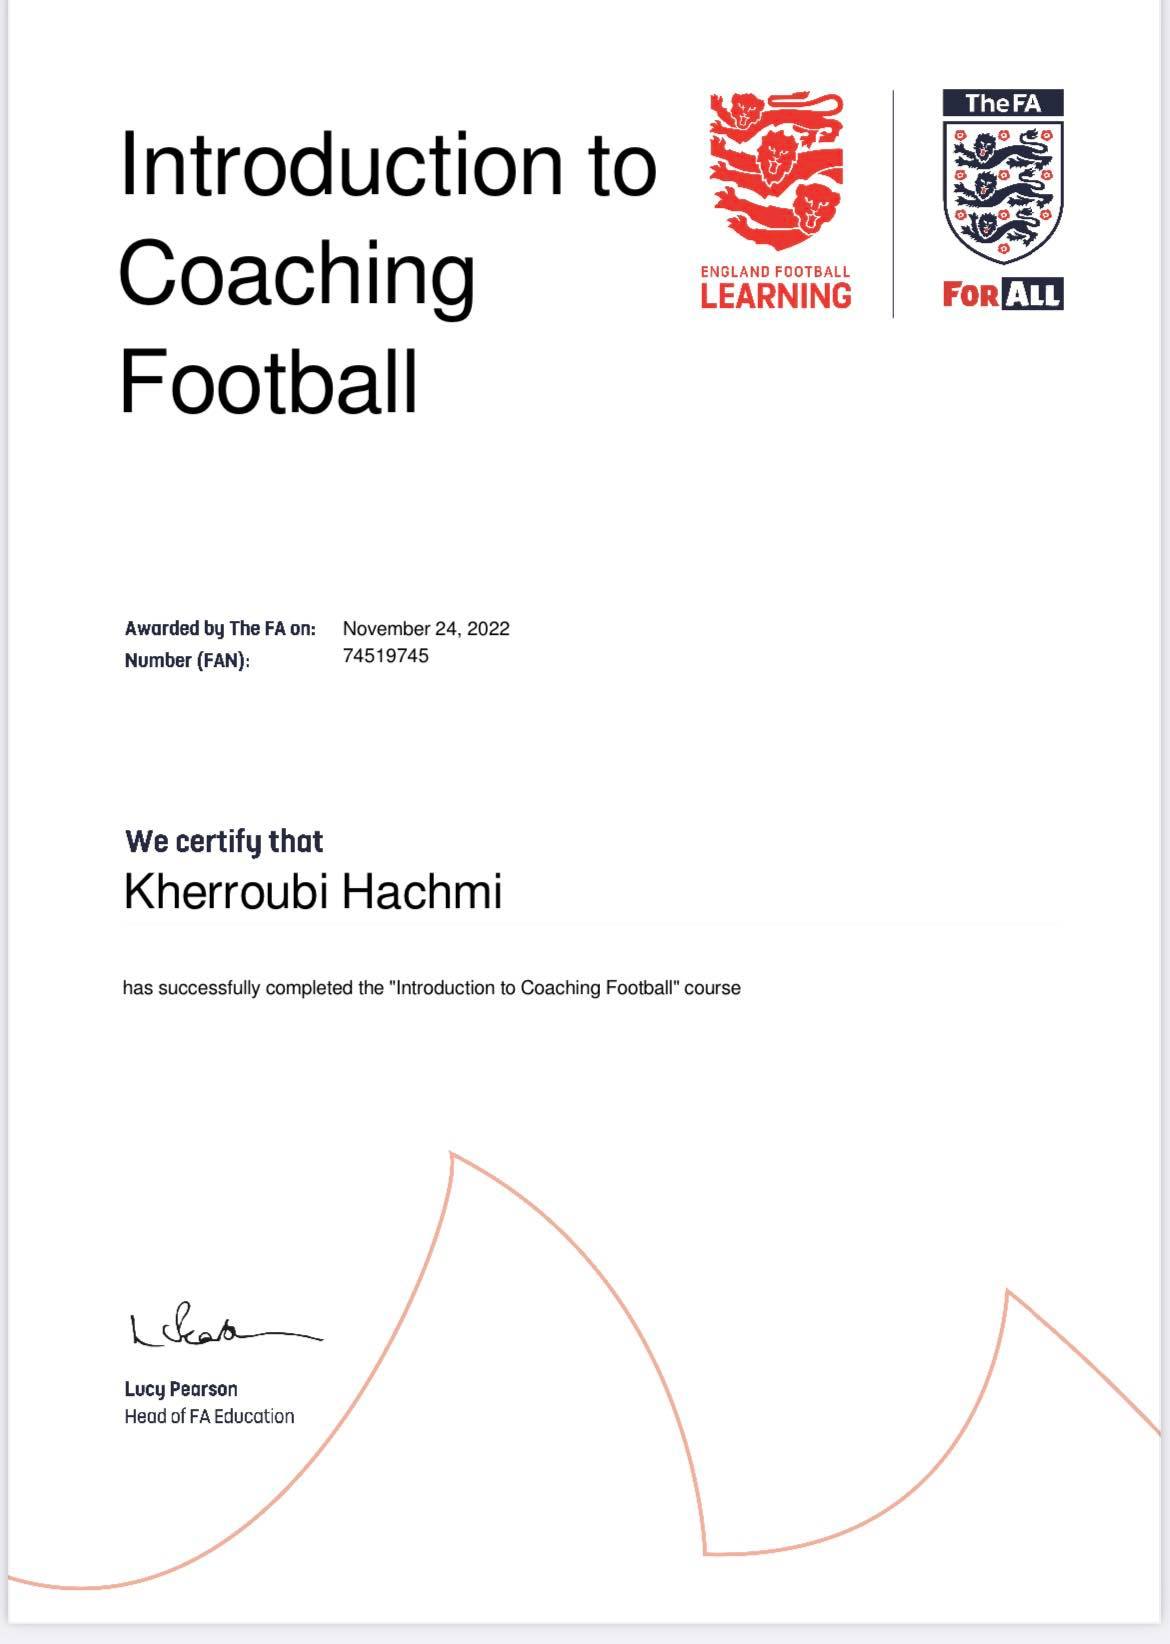 Introduction to
Coaching
Football
ENGLAND FOOTBALL
LEARNING
The FA
FOR ALL
Awarded by The FA on: November 24, 2022
Number (FAN): 74519745
We certify that
Kherroubi Hachmi
has successfully completed the "Introduction to Coaching Football" course
Lucy Pearson
Head of FA Education